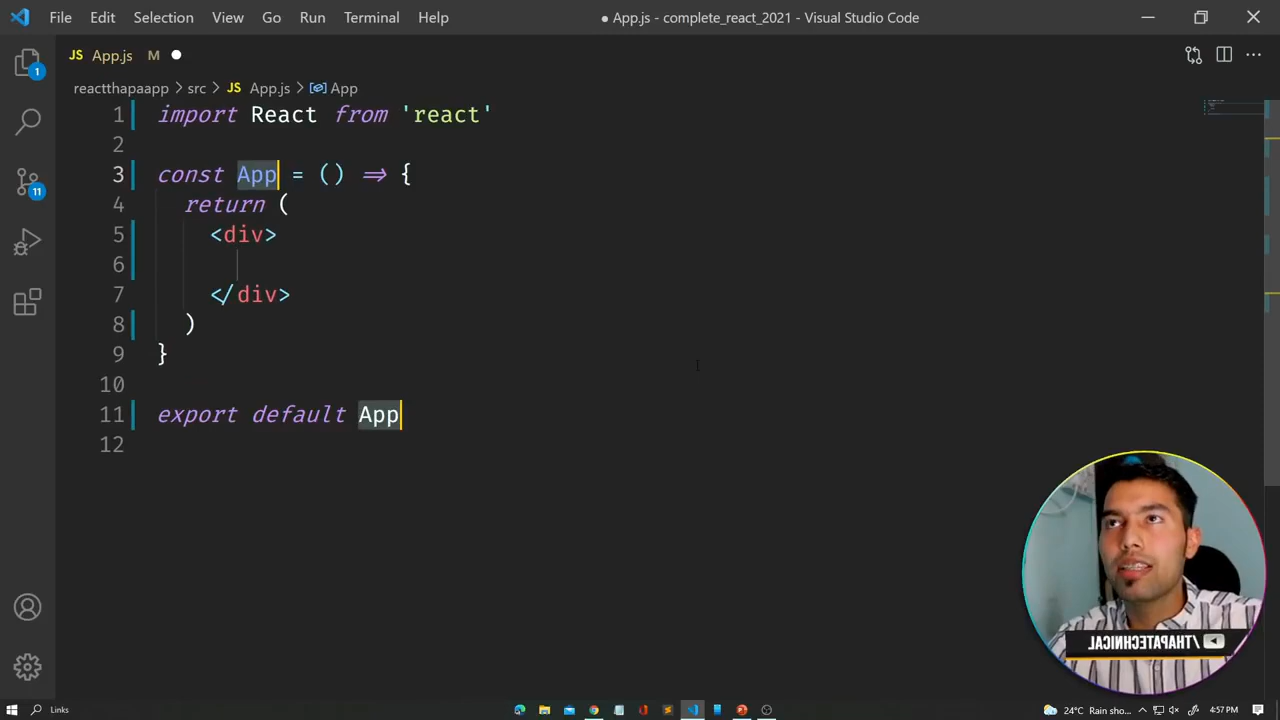 File Edit Selection View Go Run Terminal Help ● App.js - complete_react_2021 - Visual Studio Code
JS App.js M ●
reactthapaapp > src > JS App.js > App
1 import React from 'react'
2
3 const App = () => {
4 return (
5 <div>
6
7 </div>
8 )
9 }
10
11 export default App
12
1
11
/THAPATECHNICAL
Links
24°C Rain sho... 4:57 PM